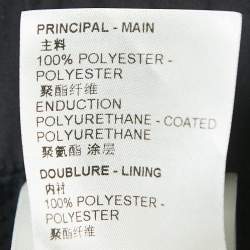 PRINCIPAL - MAIN
主料
100% POLYESTER -
POLYESTER
聚酯纤维
ENDUCTION
POLYURETHANE - COATED
POLYURETHANE
聚氨酯 涂层
DOUBLURE - LINING
内衬
100% POLYESTER -
POLYESTER
聚酯纤维